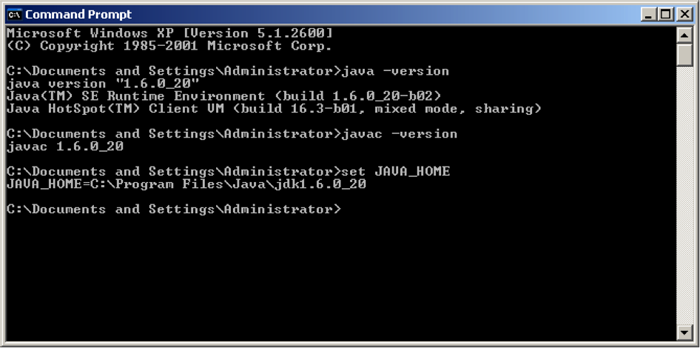 Command Prompt
Microsoft Windows XP [Version 5.1.2600]
(C) Copyright 1985-2001 Microsoft Corp.
C:\Documents and Settings\Administrator>java -version
java version "1.6.0_20"
Java(TM) SE Runtime Environment (build 1.6.0_20-b02)
Java HotSpot(TM) Client VM (build 16.3-b01, mixed mode, sharing)
C:\Documents and Settings\Administrator>javac -version
javac 1.6.0_20
C:\Documents and Settings\Administrator>set JAVA_HOME
JAVA_HOME=C:\Program Files\Java\jdk1.6.0_20
C:\Documents and Settings\Administrator>